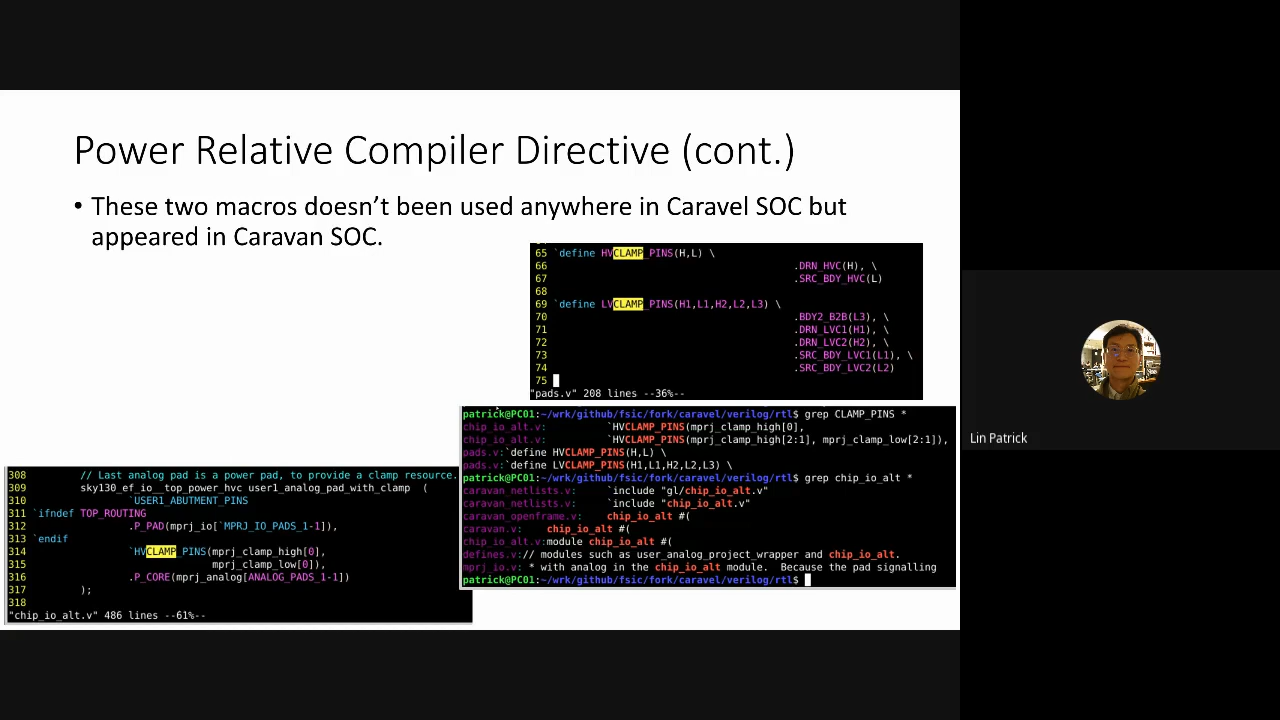 Power Relative Compiler Directive (cont.)
• These two macros doesn't been used anywhere in Caravel SOC but
appeared in Caravan SOC.
65 `define HVCLAMP_PINS(H,L) \
66 .DRN_HVC(H), \
67 .SRC_BDY_HVC(L)
68
69 `define LVCLAMP_PINS(H1,L1,H2,L2,L3) \
70 .BDY2_B2B(L3), \
71 .DRN_LVC1(H1), \
72 .DRN_LVC2(H2), \
73 .SRC_BDY_LVC1(L1), \
74 .SRC_BDY_LVC2(L2)
75
"pads.v" 208 lines --36%--
patrick@PC01:~/wrk/github/fsic/fork/caravel/verilog/rtl$ grep CLAMP_PINS *
chip_io_alt.v: `HVCLAMP_PINS(mprj_clamp_high[0],
chip_io_alt.v: `HVCLAMP_PINS(mprj_clamp_high[2:1], mprj_clamp_low[2:1]),
pads.v:`define HVCLAMP_PINS(H,L) \
pads.v:`define LVCLAMP_PINS(H1,L1,H2,L2,L3) \
patrick@PC01:~/wrk/github/fsic/fork/caravel/verilog/rtl$ grep chip_io_alt *
caravan_netlists.v: `include "gl/chip_io_alt.v"
caravan_netlists.v: `include "chip_io_alt.v"
caravan_openframe.v: chip_io_alt #(
caravan.v: chip_io_alt #(
chip_io_alt.v:module chip_io_alt #(
defines.v:// modules such as user_analog_project_wrapper and chip_io_alt.
mprj_io.v: * with analog in the chip_io_alt module. Because the pad signalling
patrick@PC01:~/wrk/github/fsic/fork/caravel/verilog/rtl$
308 // Last analog pad is a power pad, to provide a clamp resource.
309 sky130_ef_io__top_power_hvc user1_analog_pad_with_clamp (
310 `USER1_ABUTMENT_PINS
311 `ifndef TOP_ROUTING
312 .P_PAD(mprj_io[`MPRJ_IO_PADS_1-1]),
313 `endif
314 `HVCLAMP_PINS(mprj_clamp_high[0],
315 mprj_clamp_low[0]),
316 .P_CORE(mprj_analog[ANALOG_PADS_1-1])
317 );
318
"chip_io_alt.v" 486 lines --61%--
Lin Patrick